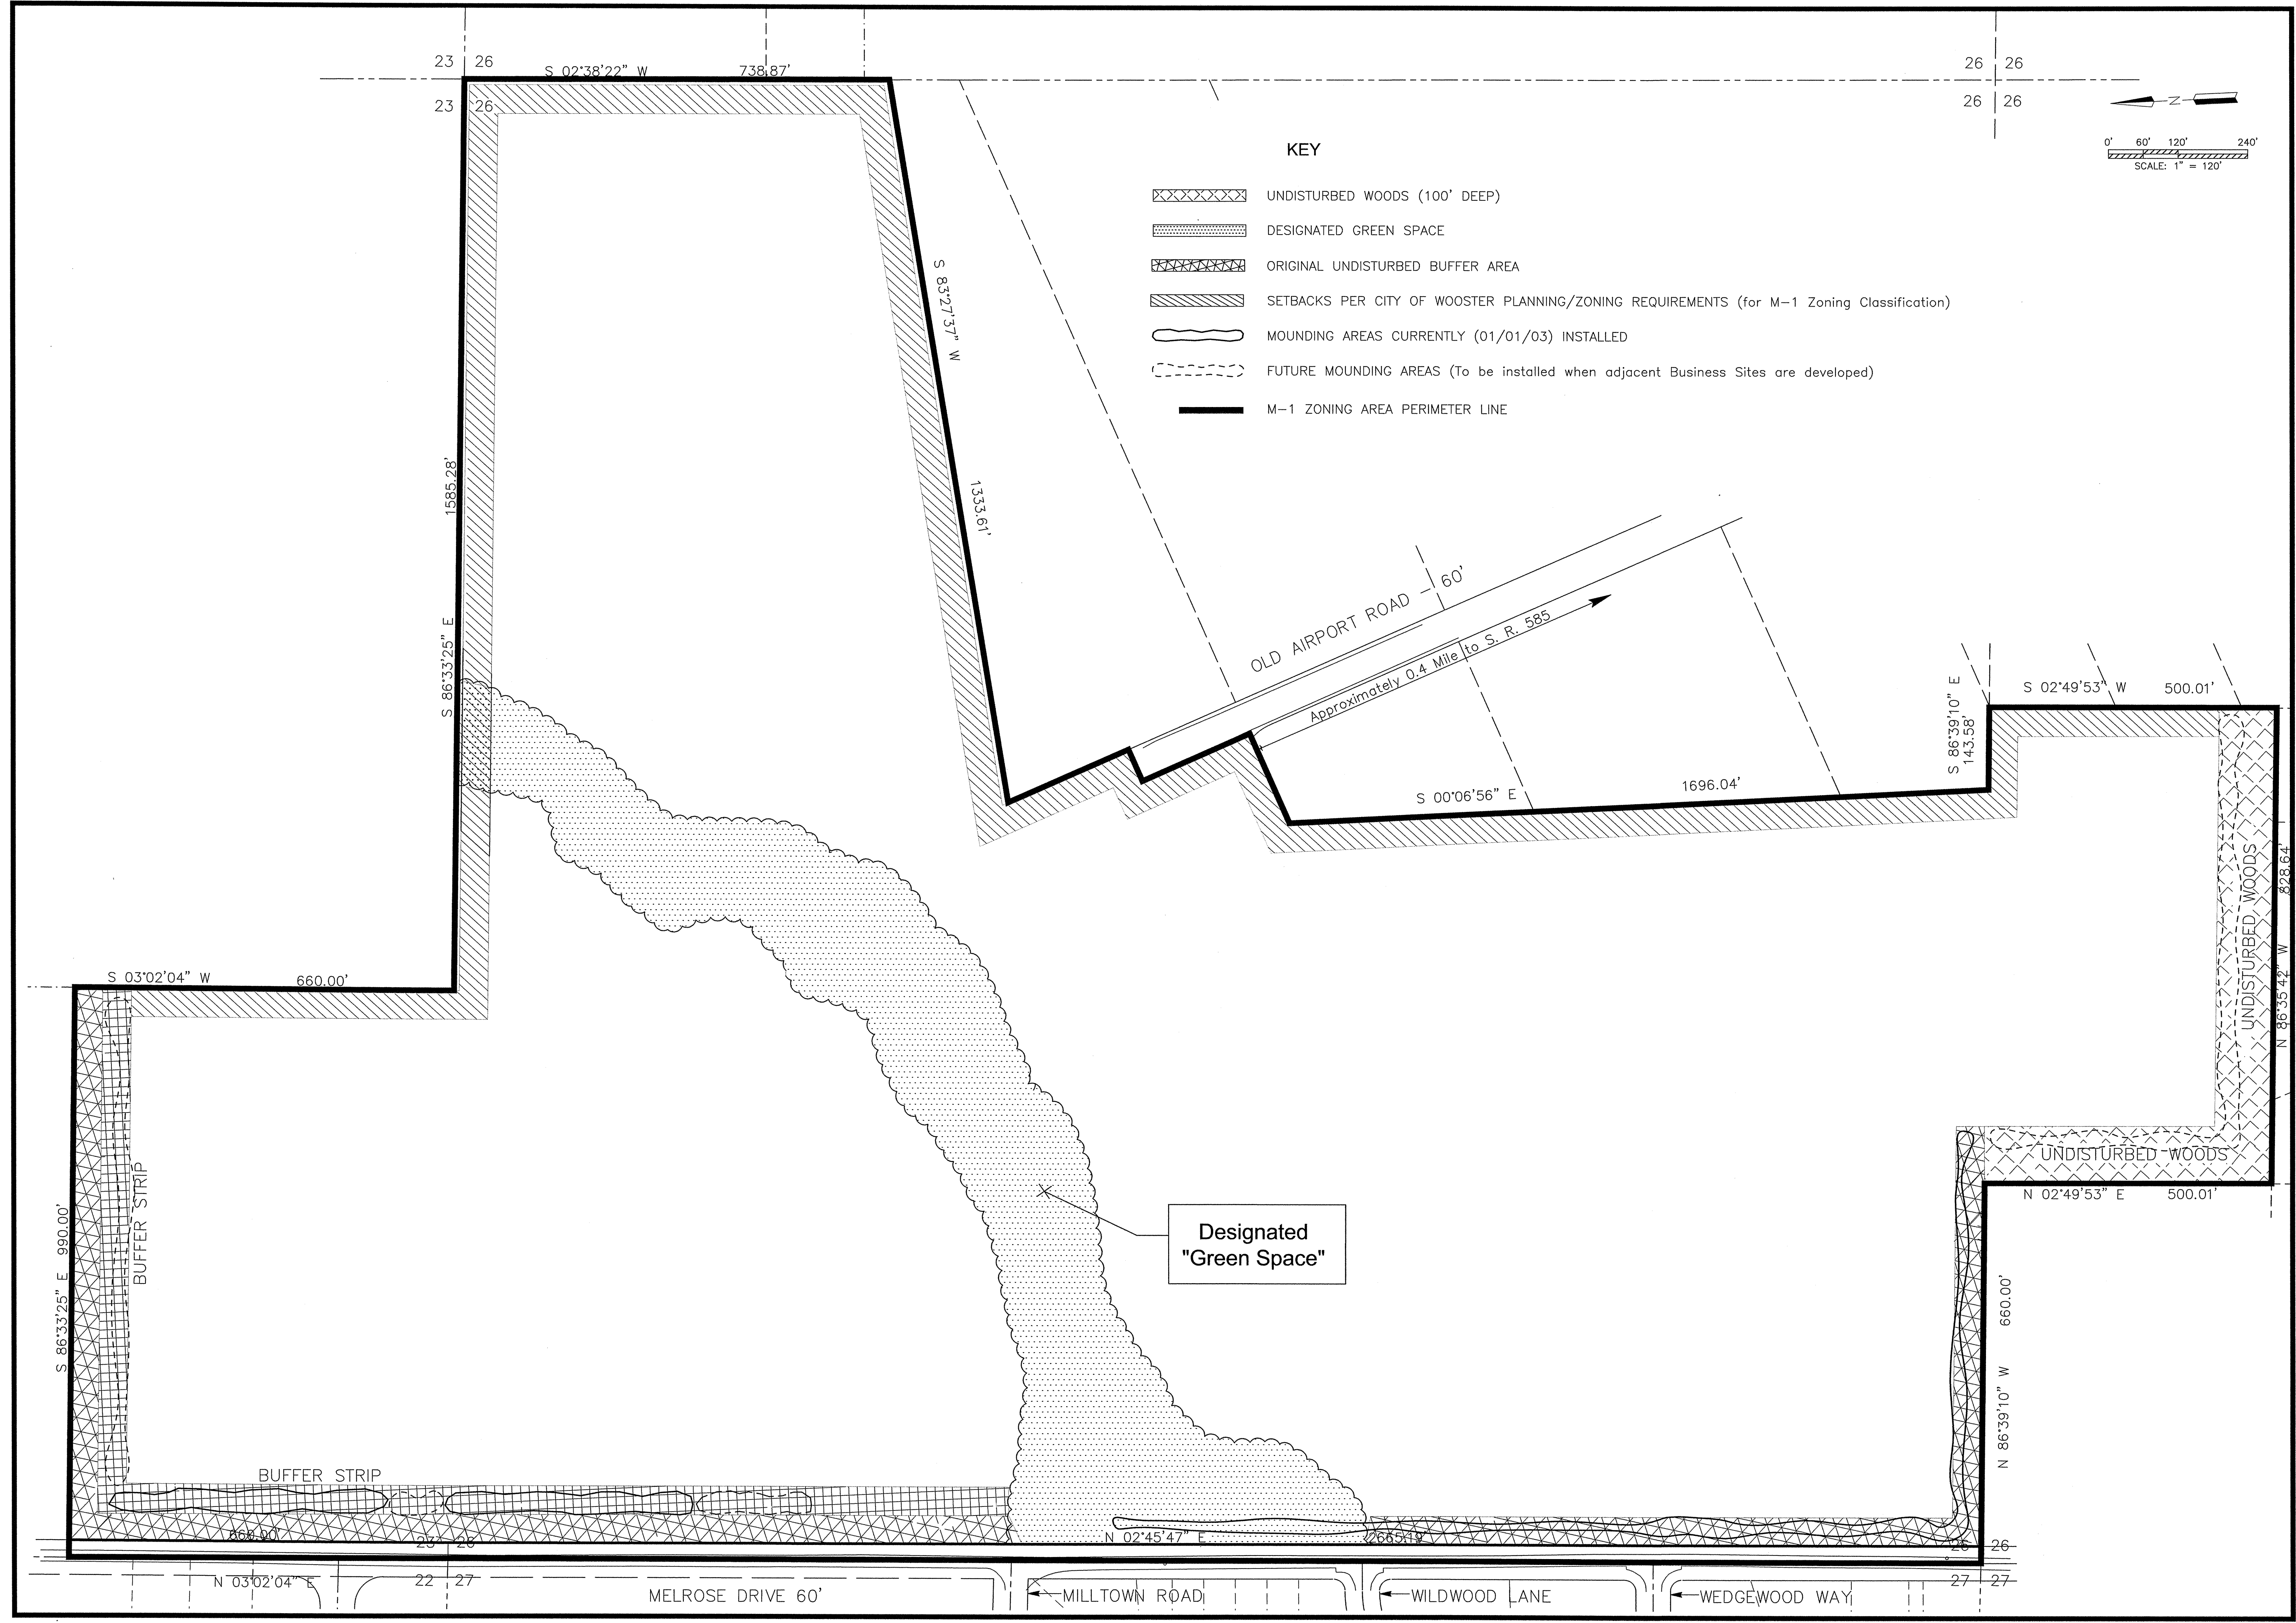 23 26
23 26
S 02°38'22" W 738.87'
26 26
26 26
N
0' 60' 120' 240'
SCALE: 1" = 120'
KEY
UNDISTURBED WOODS (100' DEEP)
DESIGNATED GREEN SPACE
ORIGINAL UNDISTURBED BUFFER AREA
SETBACKS PER CITY OF WOOSTER PLANNING/ZONING REQUIREMENTS (for M-1 Zoning Classification)
MOUNDING AREAS CURRENTLY (01/01/03) INSTALLED
FUTURE MOUNDING AREAS (To be installed when adjacent Business Sites are developed)
M-1 ZONING AREA PERIMETER LINE
S 83°27'37" W 1333.61'
S 86°33'25" E 1585.28'
OLD AIRPORT ROAD - 60'
Approximately 0.4 Mile to S. R. 585
S 00°06'56" E 1696.04'
S 86°39'10" E
143.58'
S 02°49'53" W 500.01'
UNDISTURBED WOODS
N 86°35'42" W 828.64'
UNDISTURBED WOODS
N 02°49'53" E 500.01'
S 03°02'04" W 660.00'
BUFFER STRIP
S 86°33'25" E 990.00'
Designated
"Green Space"
N 86°39'10" W 660.00'
BUFFER STRIP
660.00'
23 26
N 02°45'47" E 2665.19'
26 26
N 03°02'04" E
22 27
27 27
MELROSE DRIVE 60'
MILLTOWN ROAD
WILDWOOD LANE
WEDGEWOOD WAY